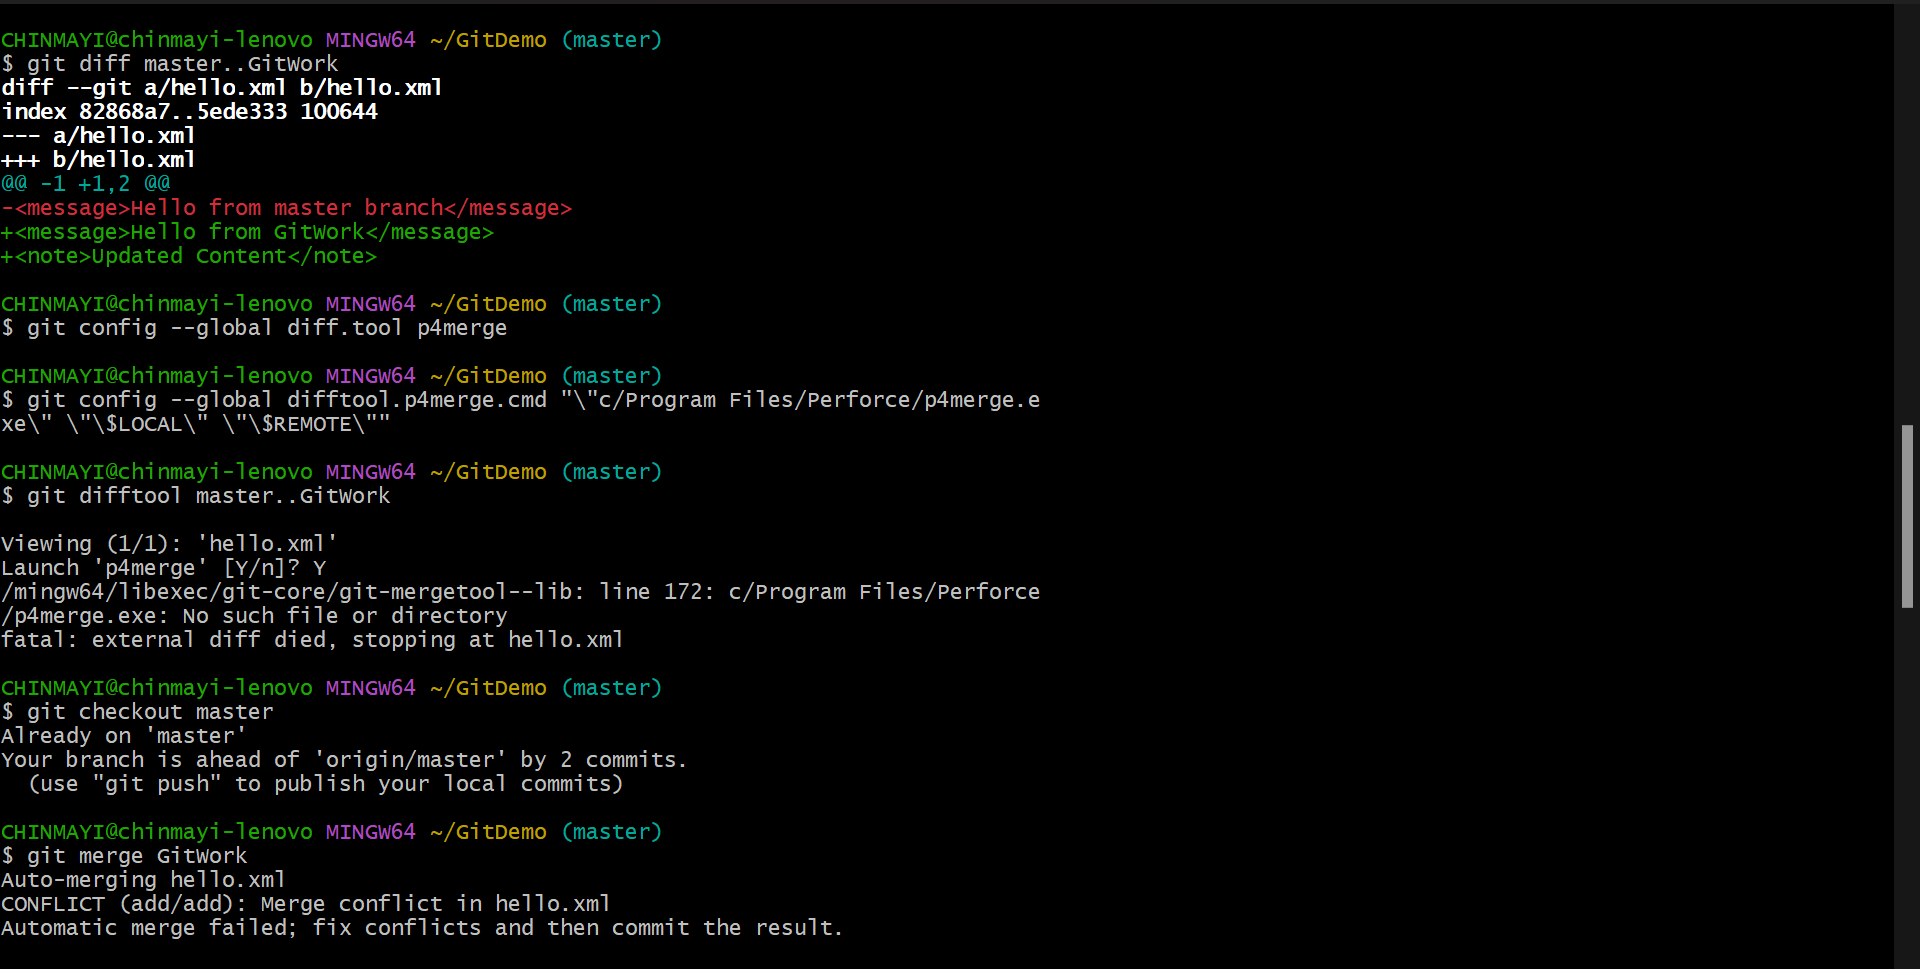 CHINMAYI@chinmayi-lenovo MINGW64 ~/GitDemo (master)
$ git diff master..GitWork
diff --git a/hello.xml b/hello.xml
index 82868a7..5ede333 100644
--- a/hello.xml
+++ b/hello.xml
@@ -1 +1,2 @@
-<message>Hello from master branch</message>
+<message>Hello from GitWork</message>
+<note>Updated Content</note>
CHINMAYI@chinmayi-lenovo MINGW64 ~/GitDemo (master)
$ git config --global diff.tool p4merge
CHINMAYI@chinmayi-lenovo MINGW64 ~/GitDemo (master)
$ git config --global difftool.p4merge.cmd "\"c/Program Files/Perforce/p4merge.e
xe\" \"\$LOCAL\" \"\$REMOTE\""
CHINMAYI@chinmayi-lenovo MINGW64 ~/GitDemo (master)
$ git difftool master..GitWork
Viewing (1/1): 'hello.xml'
Launch 'p4merge' [Y/n]? Y
/mingw64/libexec/git-core/git-mergetool--lib: line 172: c/Program Files/Perforce
/p4merge.exe: No such file or directory
fatal: external diff died, stopping at hello.xml
CHINMAYI@chinmayi-lenovo MINGW64 ~/GitDemo (master)
$ git checkout master
Already on 'master'
Your branch is ahead of 'origin/master' by 2 commits.
  (use "git push" to publish your local commits)
CHINMAYI@chinmayi-lenovo MINGW64 ~/GitDemo (master)
$ git merge GitWork
Auto-merging hello.xml
CONFLICT (add/add): Merge conflict in hello.xml
Automatic merge failed; fix conflicts and then commit the result.